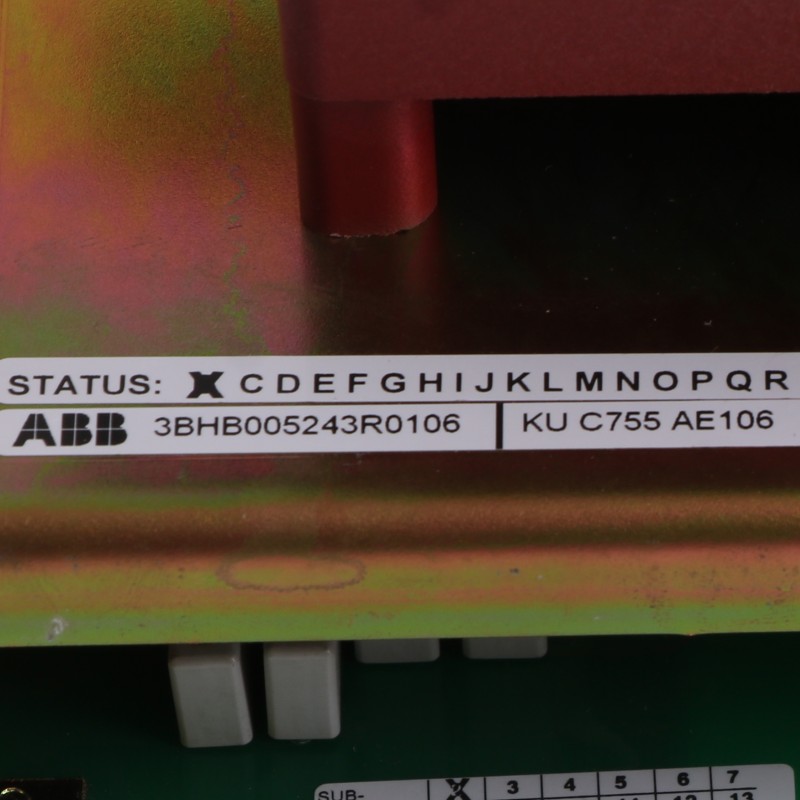 STATUS: X C D E F G H I J K L M N O P Q R
ABB 3BHB005243R0106 KU C755 AE106
SUB- 3 4 5 6 7